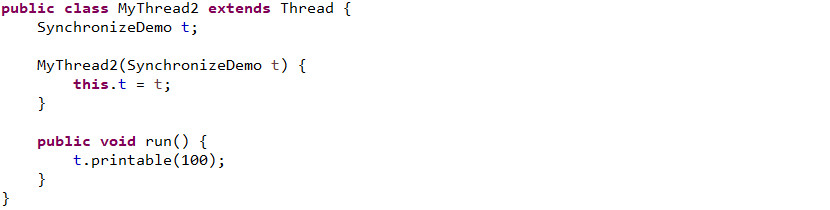 public class MyThread2 extends Thread {
    SynchronizeDemo t;

    MyThread2(SynchronizeDemo t) {
        this.t = t;
    }

    public void run() {
        t.printable(100);
    }
}